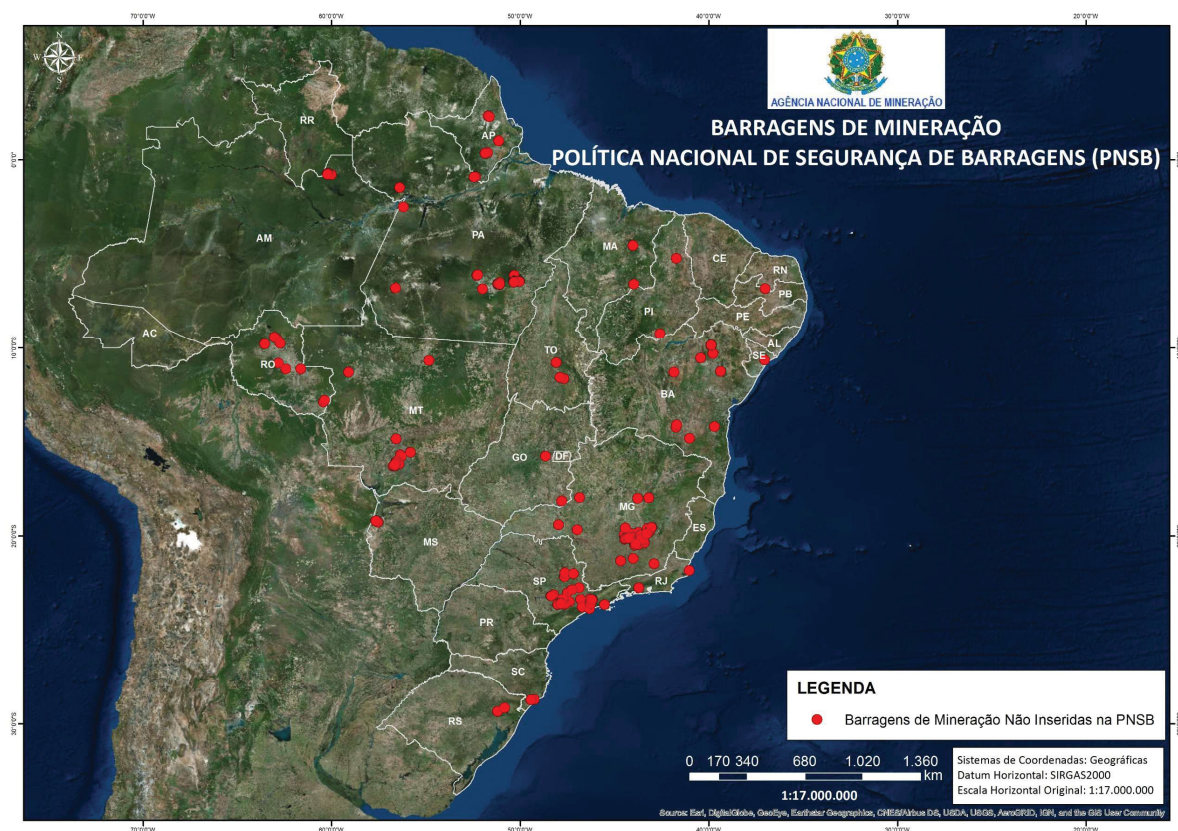 70°0'0"W 60°0'0"W 50°0'0"W 40°0'0"W 30°0'0"W 20°0'0"W
N
W E
S
AGÊNCIA NACIONAL DE MINERAÇÃO
BARRAGENS DE MINERAÇÃO
POLÍTICA NACIONAL DE SEGURANÇA DE BARRAGENS (PNSB)
RR
AP
0°0'0"
AM
PA
MA
CE
RN
PB
PI
PE
AC
10°0'0"S
AL
SE
RO
TO
BA
MT
GO
DF
MG
ES
20°0'0"S
MS
SP
RJ
PR
SC
RS
30°0'0"S
LEGENDA
Barragens de Mineração Não Inseridas na PNSB
0 170 340 680 1.020 1.360
km
1:17.000.000
Sistemas de Coordenadas: Geográficas
Datum Horizontal: SIRGAS2000
Escala Horizontal Original: 1:17.000.000
Source: Esri, DigitalGlobe, GeoEye, Earthstar Geographics, CNES/Airbus DS, USDA, USGS, AeroGRID, IGN, and the GIS User Community
70°0'0"W 60°0'0"W 50°0'0"W 40°0'0"W 30°0'0"W 20°0'0"W